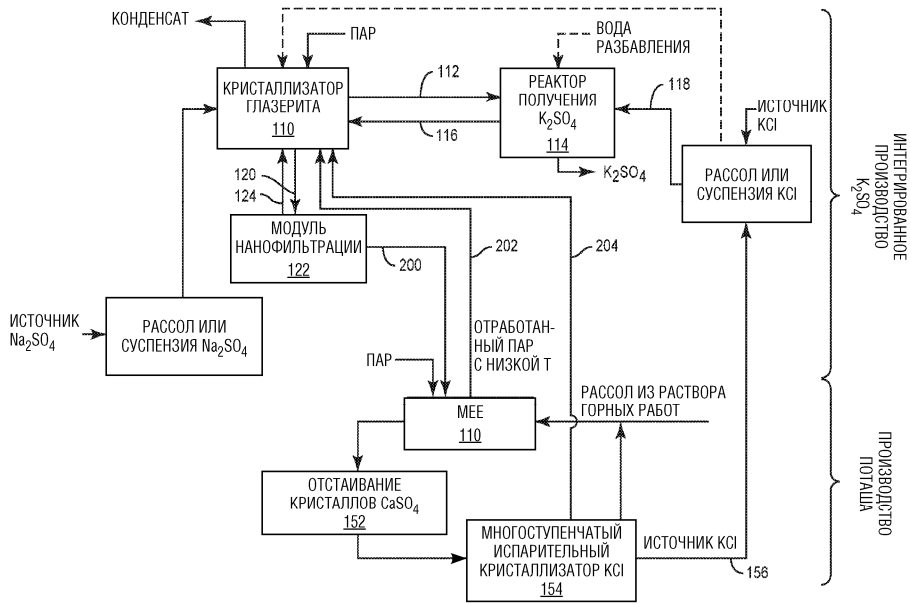 КОНДЕНСАТ
ПАР
ВОДА
РАЗБАВЛЕНИЯ
КРИСТАЛЛИЗАТОР
ГЛАЗЕРИТА
110
112
116
РЕАКТОР
ПОЛУЧЕНИЯ
K2SO4
114
K2SO4
118
ИСТОЧНИК
KCl
РАССОЛ ИЛИ
СУСПЕНЗИЯ KCl
ИНТЕГРИРОВАННОЕ
ПРОИЗВОДСТВО
K2SO4
120
124
МОДУЛЬ
НАНОФИЛЬТРАЦИИ
122
200
202
204
ИСТОЧНИК
Na2SO4
РАССОЛ ИЛИ
СУСПЕНЗИЯ Na2SO4
ОТРАБОТАН-
НЫЙ ПАР
С НИЗКОЙ Т
ПАР
РАССОЛ ИЗ РАСТВОРА
ГОРНЫХ РАБОТ
МЕЕ
110
ОТСТАИВАНИЕ
КРИСТАЛЛОВ CaSO4
152
МНОГОСТУПЕНЧАТЫЙ
ИСПАРИТЕЛЬНЫЙ
КРИСТАЛЛИЗАТОР KCl
154
ИСТОЧНИК KCl
156
ПРОИЗВОДСТВО
ПОТАША